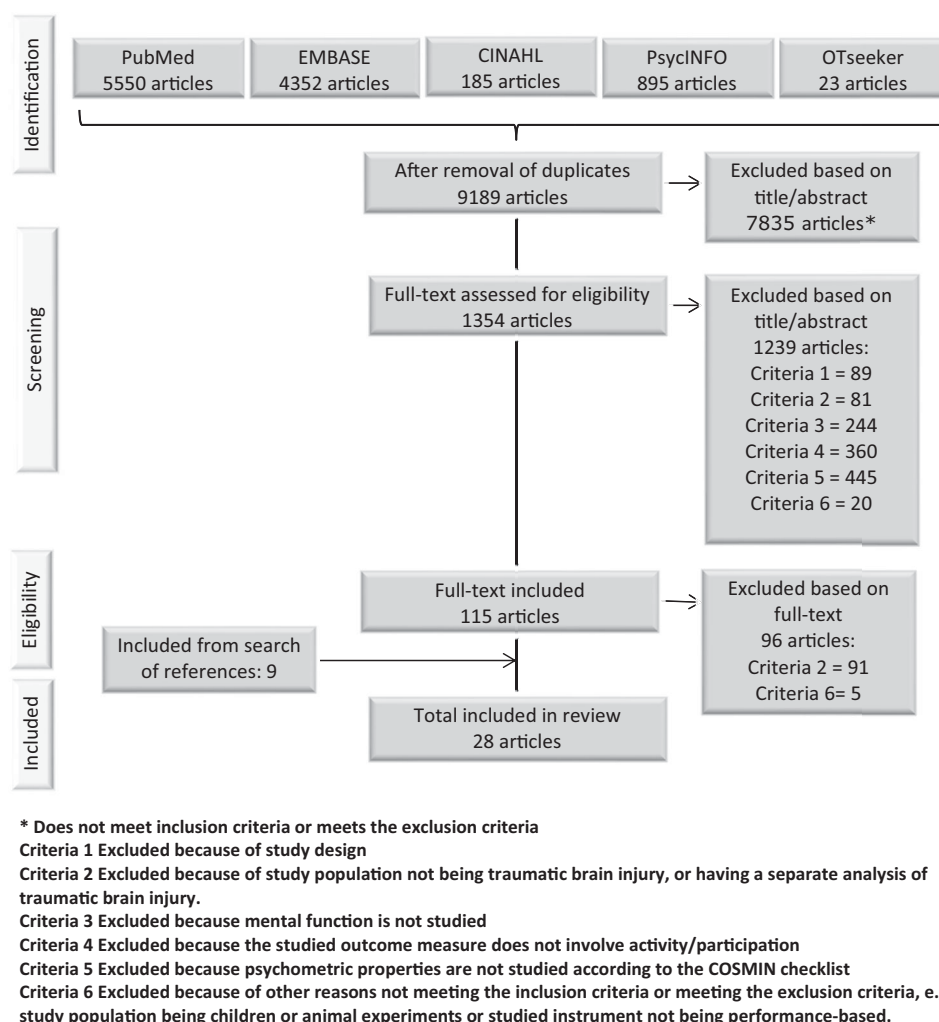 Identification
PubMed
5550 articles
EMBASE
4352 articles
CINAHL
185 articles
PsycINFO
895 articles
OTseeker
23 articles
After removal of duplicates
9189 articles
Excluded based on
title/abstract
7835 articles*
Screening
Full-text assessed for eligibility
1354 articles
Excluded based on
title/abstract
1239 articles:
Criteria 1 = 89
Criteria 2 = 81
Criteria 3 = 244
Criteria 4 = 360
Criteria 5 = 445
Criteria 6 = 20
Eligibility
Full-text included
115 articles
Excluded based on
full-text
96 articles:
Criteria 2 = 91
Criteria 6= 5
Included from search
of references: 9
Included
Total included in review
28 articles
* Does not meet inclusion criteria or meets the exclusion criteria
Criteria 1 Excluded because of study design
Criteria 2 Excluded because of study population not being traumatic brain injury, or having a separate analysis of
traumatic brain injury.
Criteria 3 Excluded because mental function is not studied
Criteria 4 Excluded because the studied outcome measure does not involve activity/participation
Criteria 5 Excluded because psychometric properties are not studied according to the COSMIN checklist
Criteria 6 Excluded because of other reasons not meeting the inclusion criteria or meeting the exclusion criteria, e.
study population being children or animal experiments or studied instrument not being performance-based.